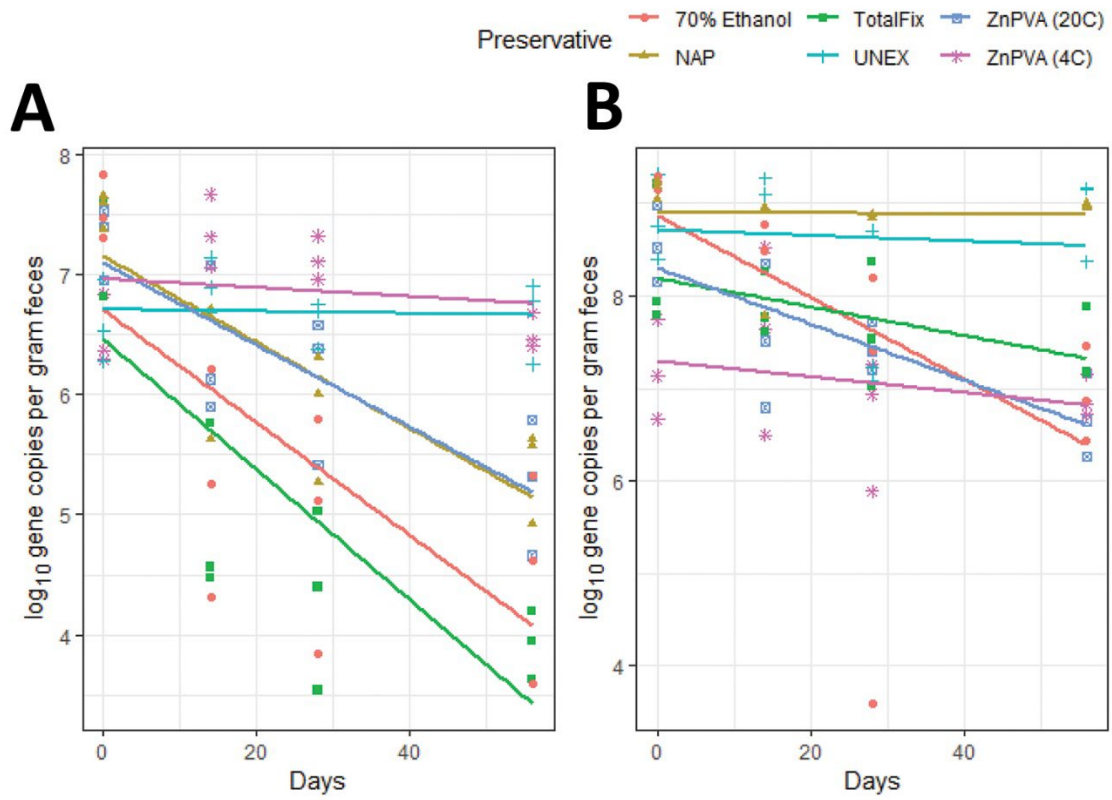 Preservative
70% Ethanol
TotalFix
ZnPVA (20C)
NAP
UNEX
ZnPVA (4C)
A
B
log10 gene copies per gram feces
8
7
6
5
4
0
20
40
Days
log10 gene copies per gram feces
8
6
4
0
20
40
Days